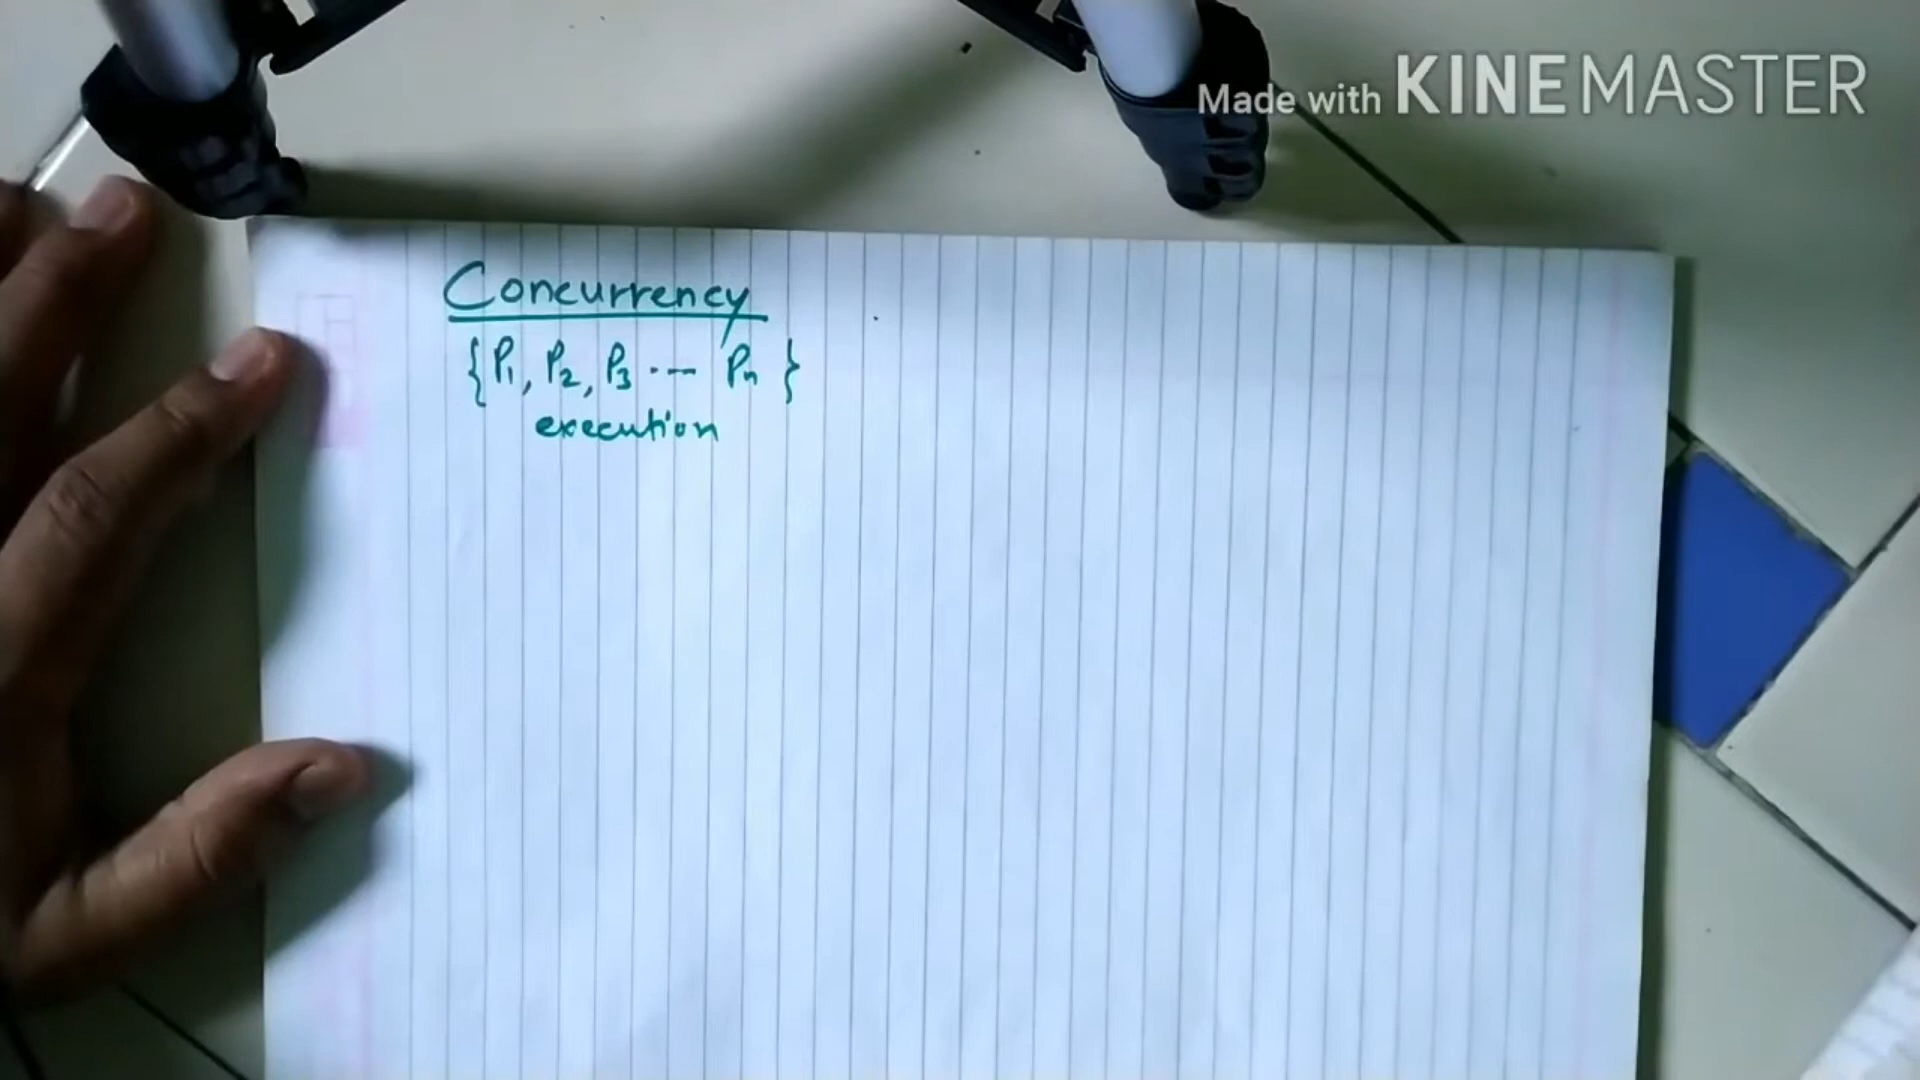 Made with KINEMASTER
Concurrency
{P₁, P₂, P₃ ·-- Pₙ}
execution